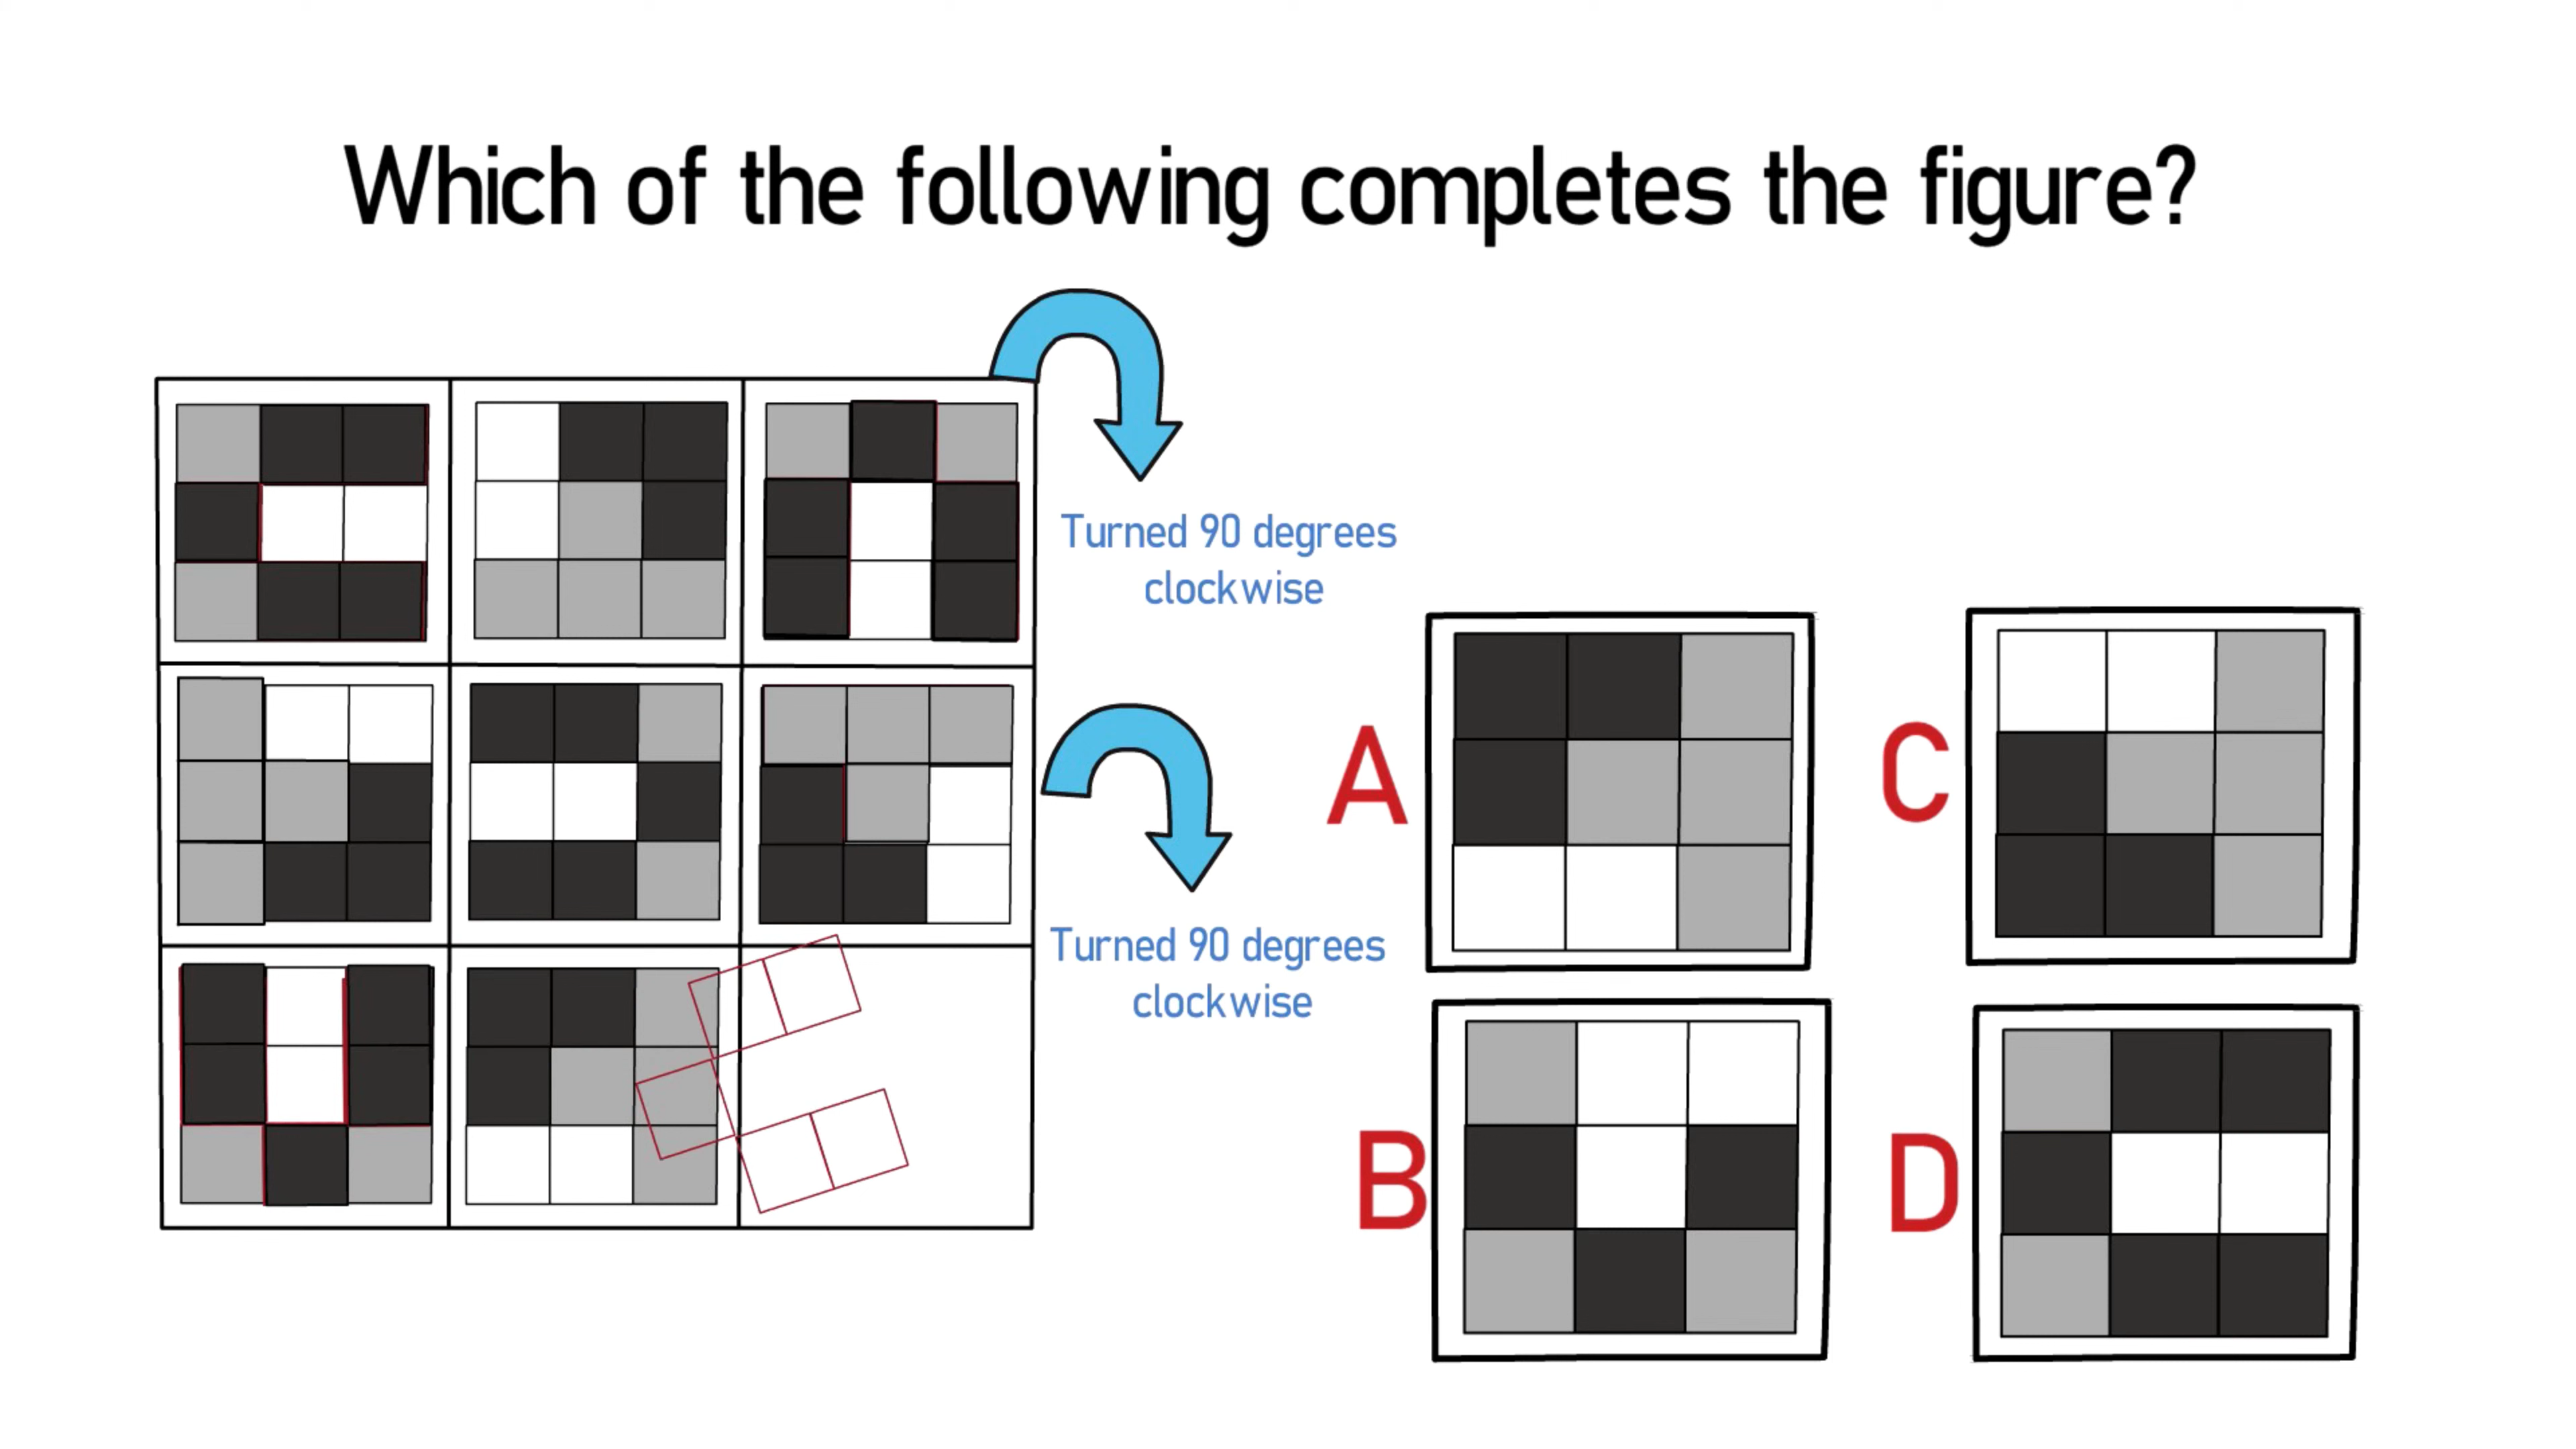 Which of the following completes the figure?
Turned 90 degrees
clockwise
A
C
Turned 90 degrees
clockwise
B
D